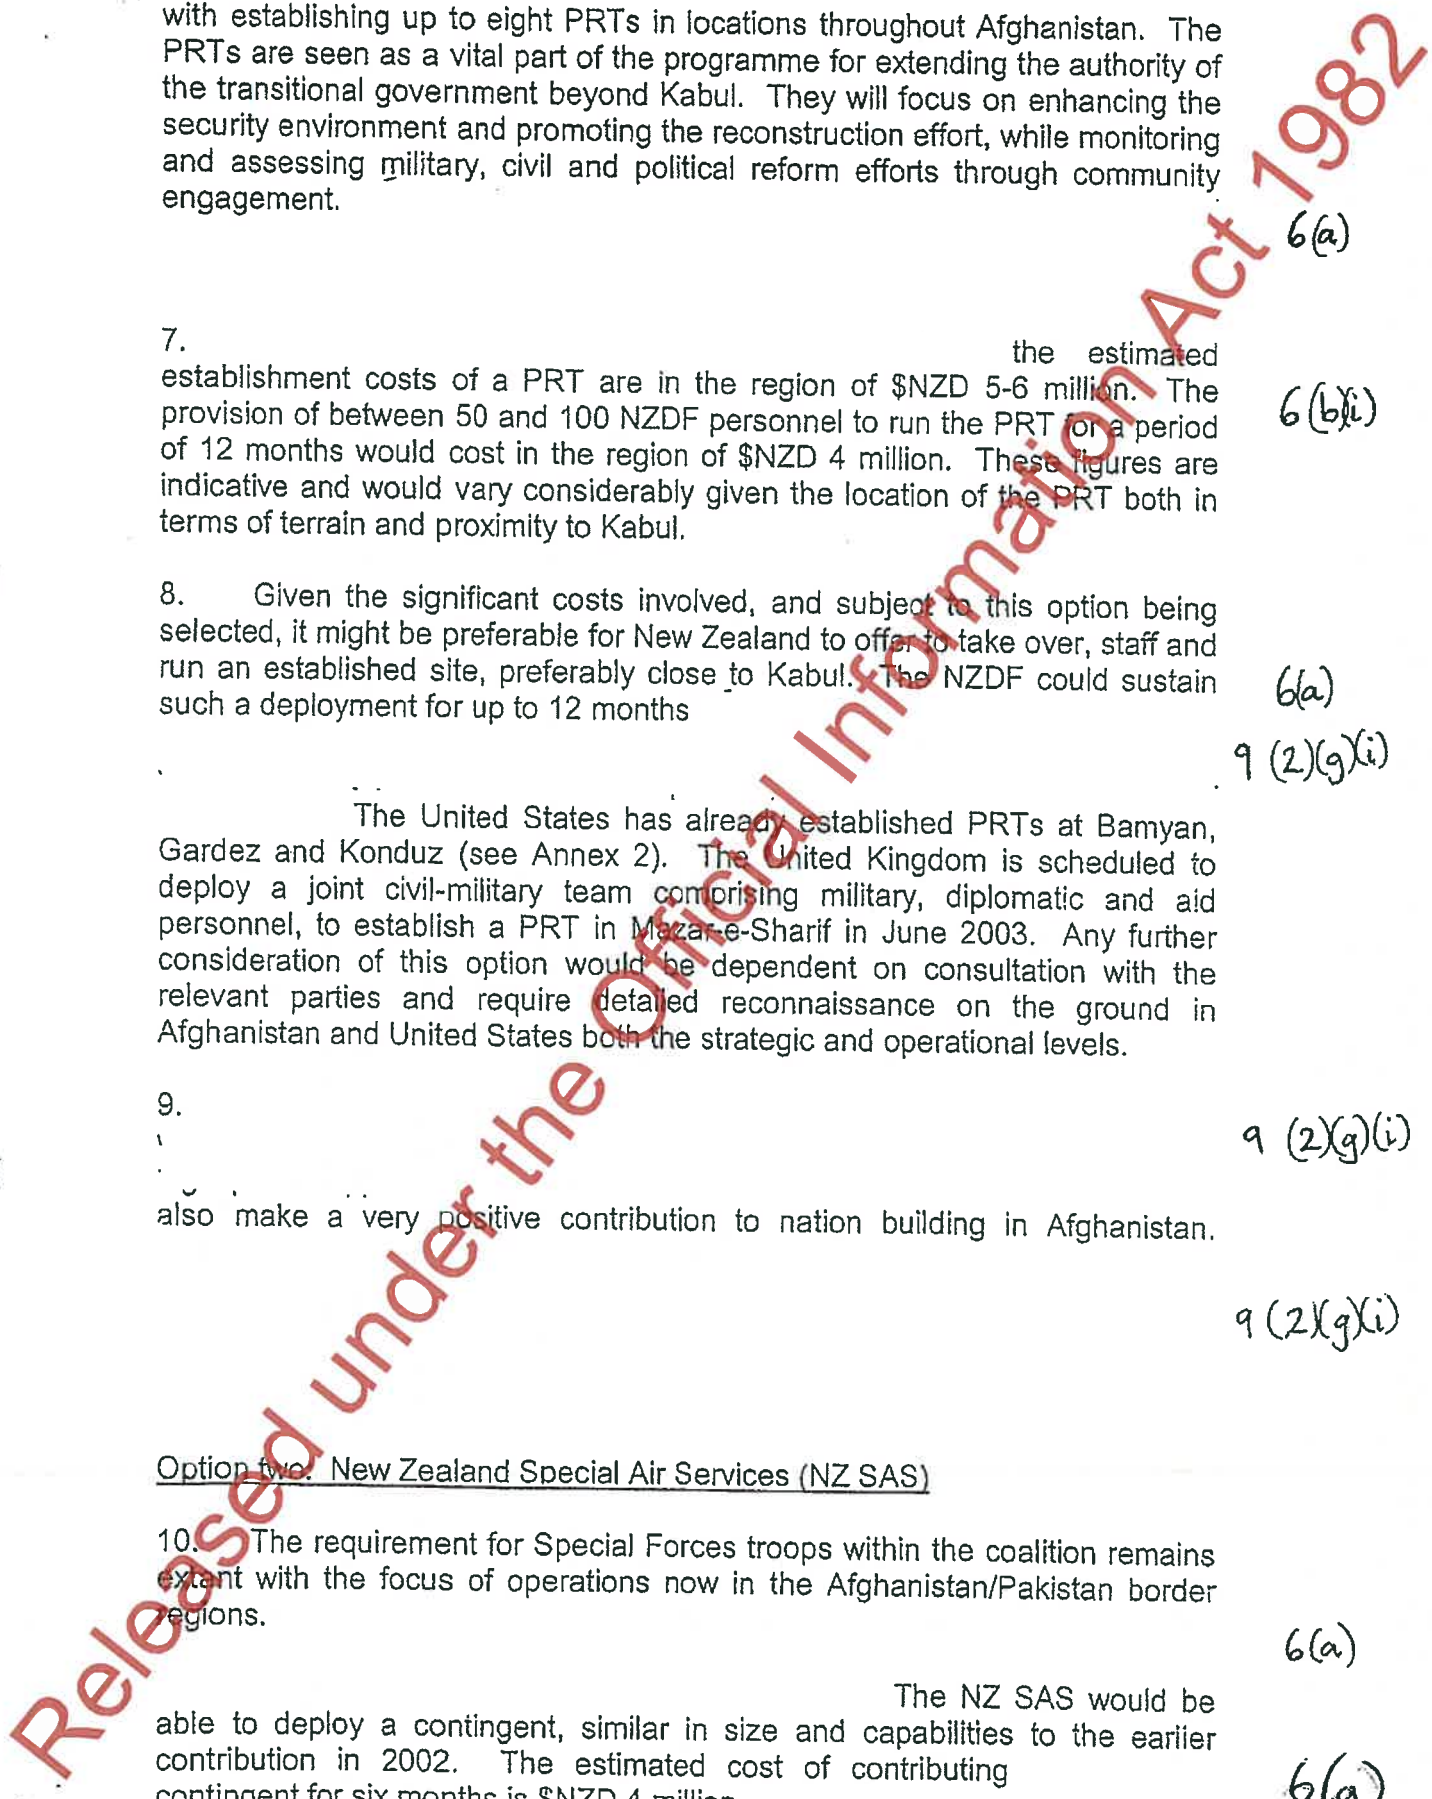 with establishing up to eight PRTs in locations throughout Afghanistan. The
PRTs are seen as a vital part of the programme for extending the authority of
the transitional government beyond Kabul. They will focus on enhancing the
security environment and promoting the reconstruction effort, while monitoring
and assessing military, civil and political reform efforts through community
engagement.
6(a)
7.
the estimated
establishment costs of a PRT are in the region of $NZD 5-6 million. The
6(b)(i)
provision of between 50 and 100 NZDF personnel to run the PRT for a period
of 12 months would cost in the region of $NZD 4 million. These figures are
indicative and would vary considerably given the location of the PRT both in
terms of terrain and proximity to Kabul.
8. Given the significant costs involved, and subject to this option being
selected, it might be preferable for New Zealand to offer to take over, staff and
run an established site, preferably close to Kabul. The NZDF could sustain
6(a)
such a deployment for up to 12 months
9 (2)(g)(i)
The United States has already established PRTs at Bamyan,
Gardez and Konduz (see Annex 2). The United Kingdom is scheduled to
deploy a joint civil-military team comprising military, diplomatic and aid
personnel, to establish a PRT in Mazar-e-Sharif in June 2003. Any further
consideration of this option would be dependent on consultation with the
relevant parties and require detailed reconnaissance on the ground in
Afghanistan and United States both the strategic and operational levels.
9.
9 (2)(g)(i)
also make a very positive contribution to nation building in Afghanistan.
9 (2)(g)(i)
Option two. New Zealand Special Air Services (NZ SAS)
10. The requirement for Special Forces troops within the coalition remains
extant with the focus of operations now in the Afghanistan/Pakistan border
regions.
6(a)
The NZ SAS would be
able to deploy a contingent, similar in size and capabilities to the earlier
contribution in 2002. The estimated cost of contributing
6(a)
contingent for six months is $NZD 4 million
Released under the Official Information Act 1982